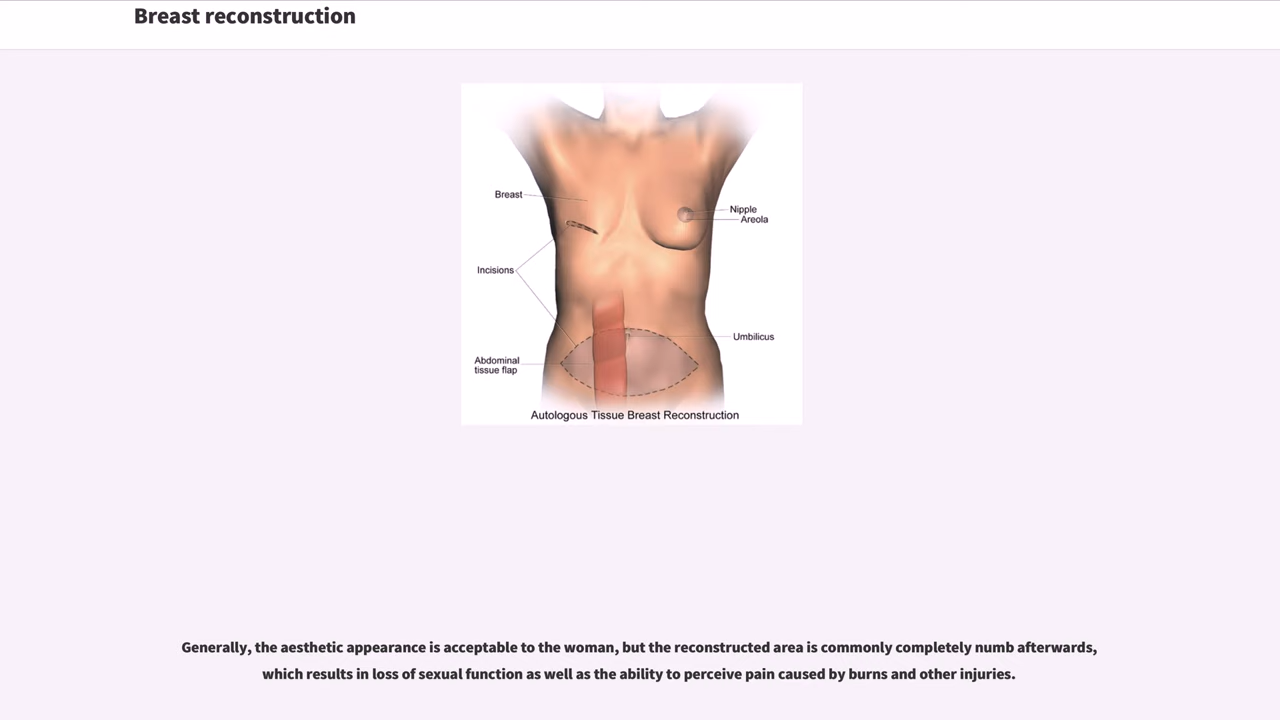 Breast reconstruction
Breast
Nipple
Areola
Incisions
Umbilicus
Abdominal
tissue flap
Autologous Tissue Breast Reconstruction
Generally, the aesthetic appearance is acceptable to the woman, but the reconstructed area is commonly completely numb afterwards,
which results in loss of sexual function as well as the ability to perceive pain caused by burns and other injuries.